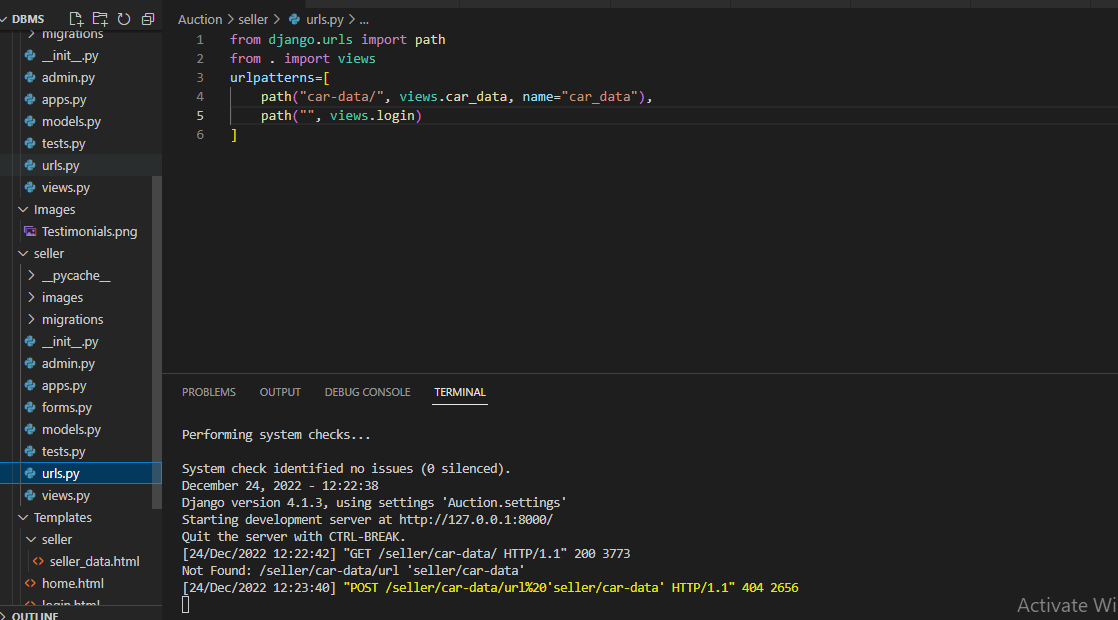 DBMS
migrations
__init__.py
admin.py
apps.py
models.py
tests.py
urls.py
views.py
Images
Testimonials.png
seller
__pycache__
images
migrations
__init__.py
admin.py
apps.py
forms.py
models.py
tests.py
urls.py
views.py
Templates
seller
seller_data.html
home.html
login.html
OUTLINE
Auction > seller > urls.py > ...
1 from django.urls import path
2 from . import views
3 urlpatterns=[
4 path("car-data/", views.car_data, name="car_data"),
5 path("", views.login)
6 ]
PROBLEMS OUTPUT DEBUG CONSOLE TERMINAL
Performing system checks...
System check identified no issues (0 silenced).
December 24, 2022 - 12:22:38
Django version 4.1.3, using settings 'Auction.settings'
Starting development server at http://127.0.0.1:8000/
Quit the server with CTRL-BREAK.
[24/Dec/2022 12:22:42] "GET /seller/car-data/ HTTP/1.1" 200 3773
Not Found: /seller/car-data/url 'seller/car-data'
[24/Dec/2022 12:23:40] "POST /seller/car-data/url%20'seller/car-data' HTTP/1.1" 404 2656
Activate Wi